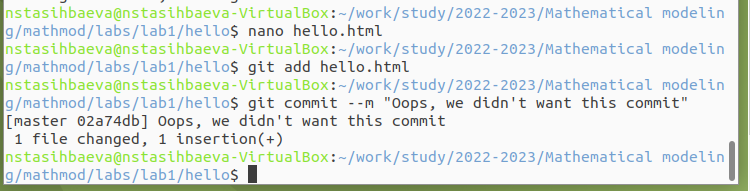 nstasihbaeva@nstasihbaeva-VirtualBox:~/work/study/2022-2023/Mathematical modelin
g/mathmod/labs/lab1/hello$ nano hello.html
nstasihbaeva@nstasihbaeva-VirtualBox:~/work/study/2022-2023/Mathematical modelin
g/mathmod/labs/lab1/hello$ git add hello.html
nstasihbaeva@nstasihbaeva-VirtualBox:~/work/study/2022-2023/Mathematical modelin
g/mathmod/labs/lab1/hello$ git commit --m "Oops, we didn't want this commit"
[master 02a74db] Oops, we didn't want this commit
 1 file changed, 1 insertion(+)
nstasihbaeva@nstasihbaeva-VirtualBox:~/work/study/2022-2023/Mathematical modelin
g/mathmod/labs/lab1/hello$